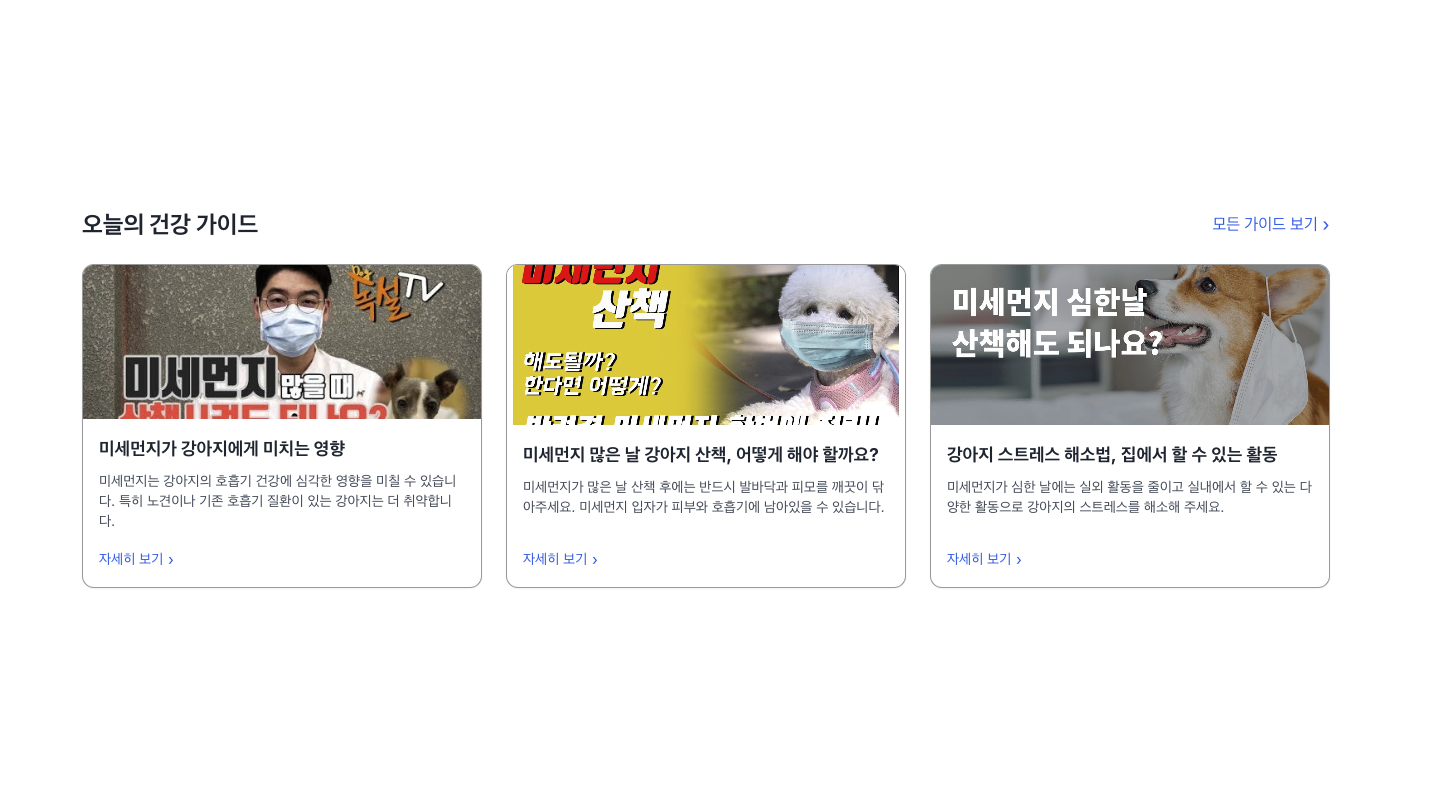 오늘의 건강 가이드
모든 가이드 보기 ›
목설TV
미세먼지 많을 때
미세먼지가 강아지에게 미치는 영향
미세먼지는 강아지의 호흡기 건강에 심각한 영향을 미칠 수 있습니
다. 특히 노견이나 기존 호흡기 질환이 있는 강아지는 더 취약합니
다.
자세히 보기 ›
미세먼지
산책
해도될까?
한다면 어떻게?
미세먼지 많은 날 강아지 산책, 어떻게 해야 할까요?
미세먼지가 많은 날 산책 후에는 반드시 발바닥과 피모를 깨끗이 닦
아주세요. 미세먼지 입자가 피부와 호흡기에 남아있을 수 있습니다.
자세히 보기 ›
미세먼지 심한날
산책해도 되나요?
강아지 스트레스 해소법, 집에서 할 수 있는 활동
미세먼지가 심한 날에는 실외 활동을 줄이고 실내에서 할 수 있는 다
양한 활동으로 강아지의 스트레스를 해소해 주세요.
자세히 보기 ›